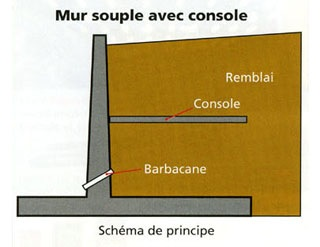 Mur souple avec console
Remblai
Console
Barbacane
Schéma de principe